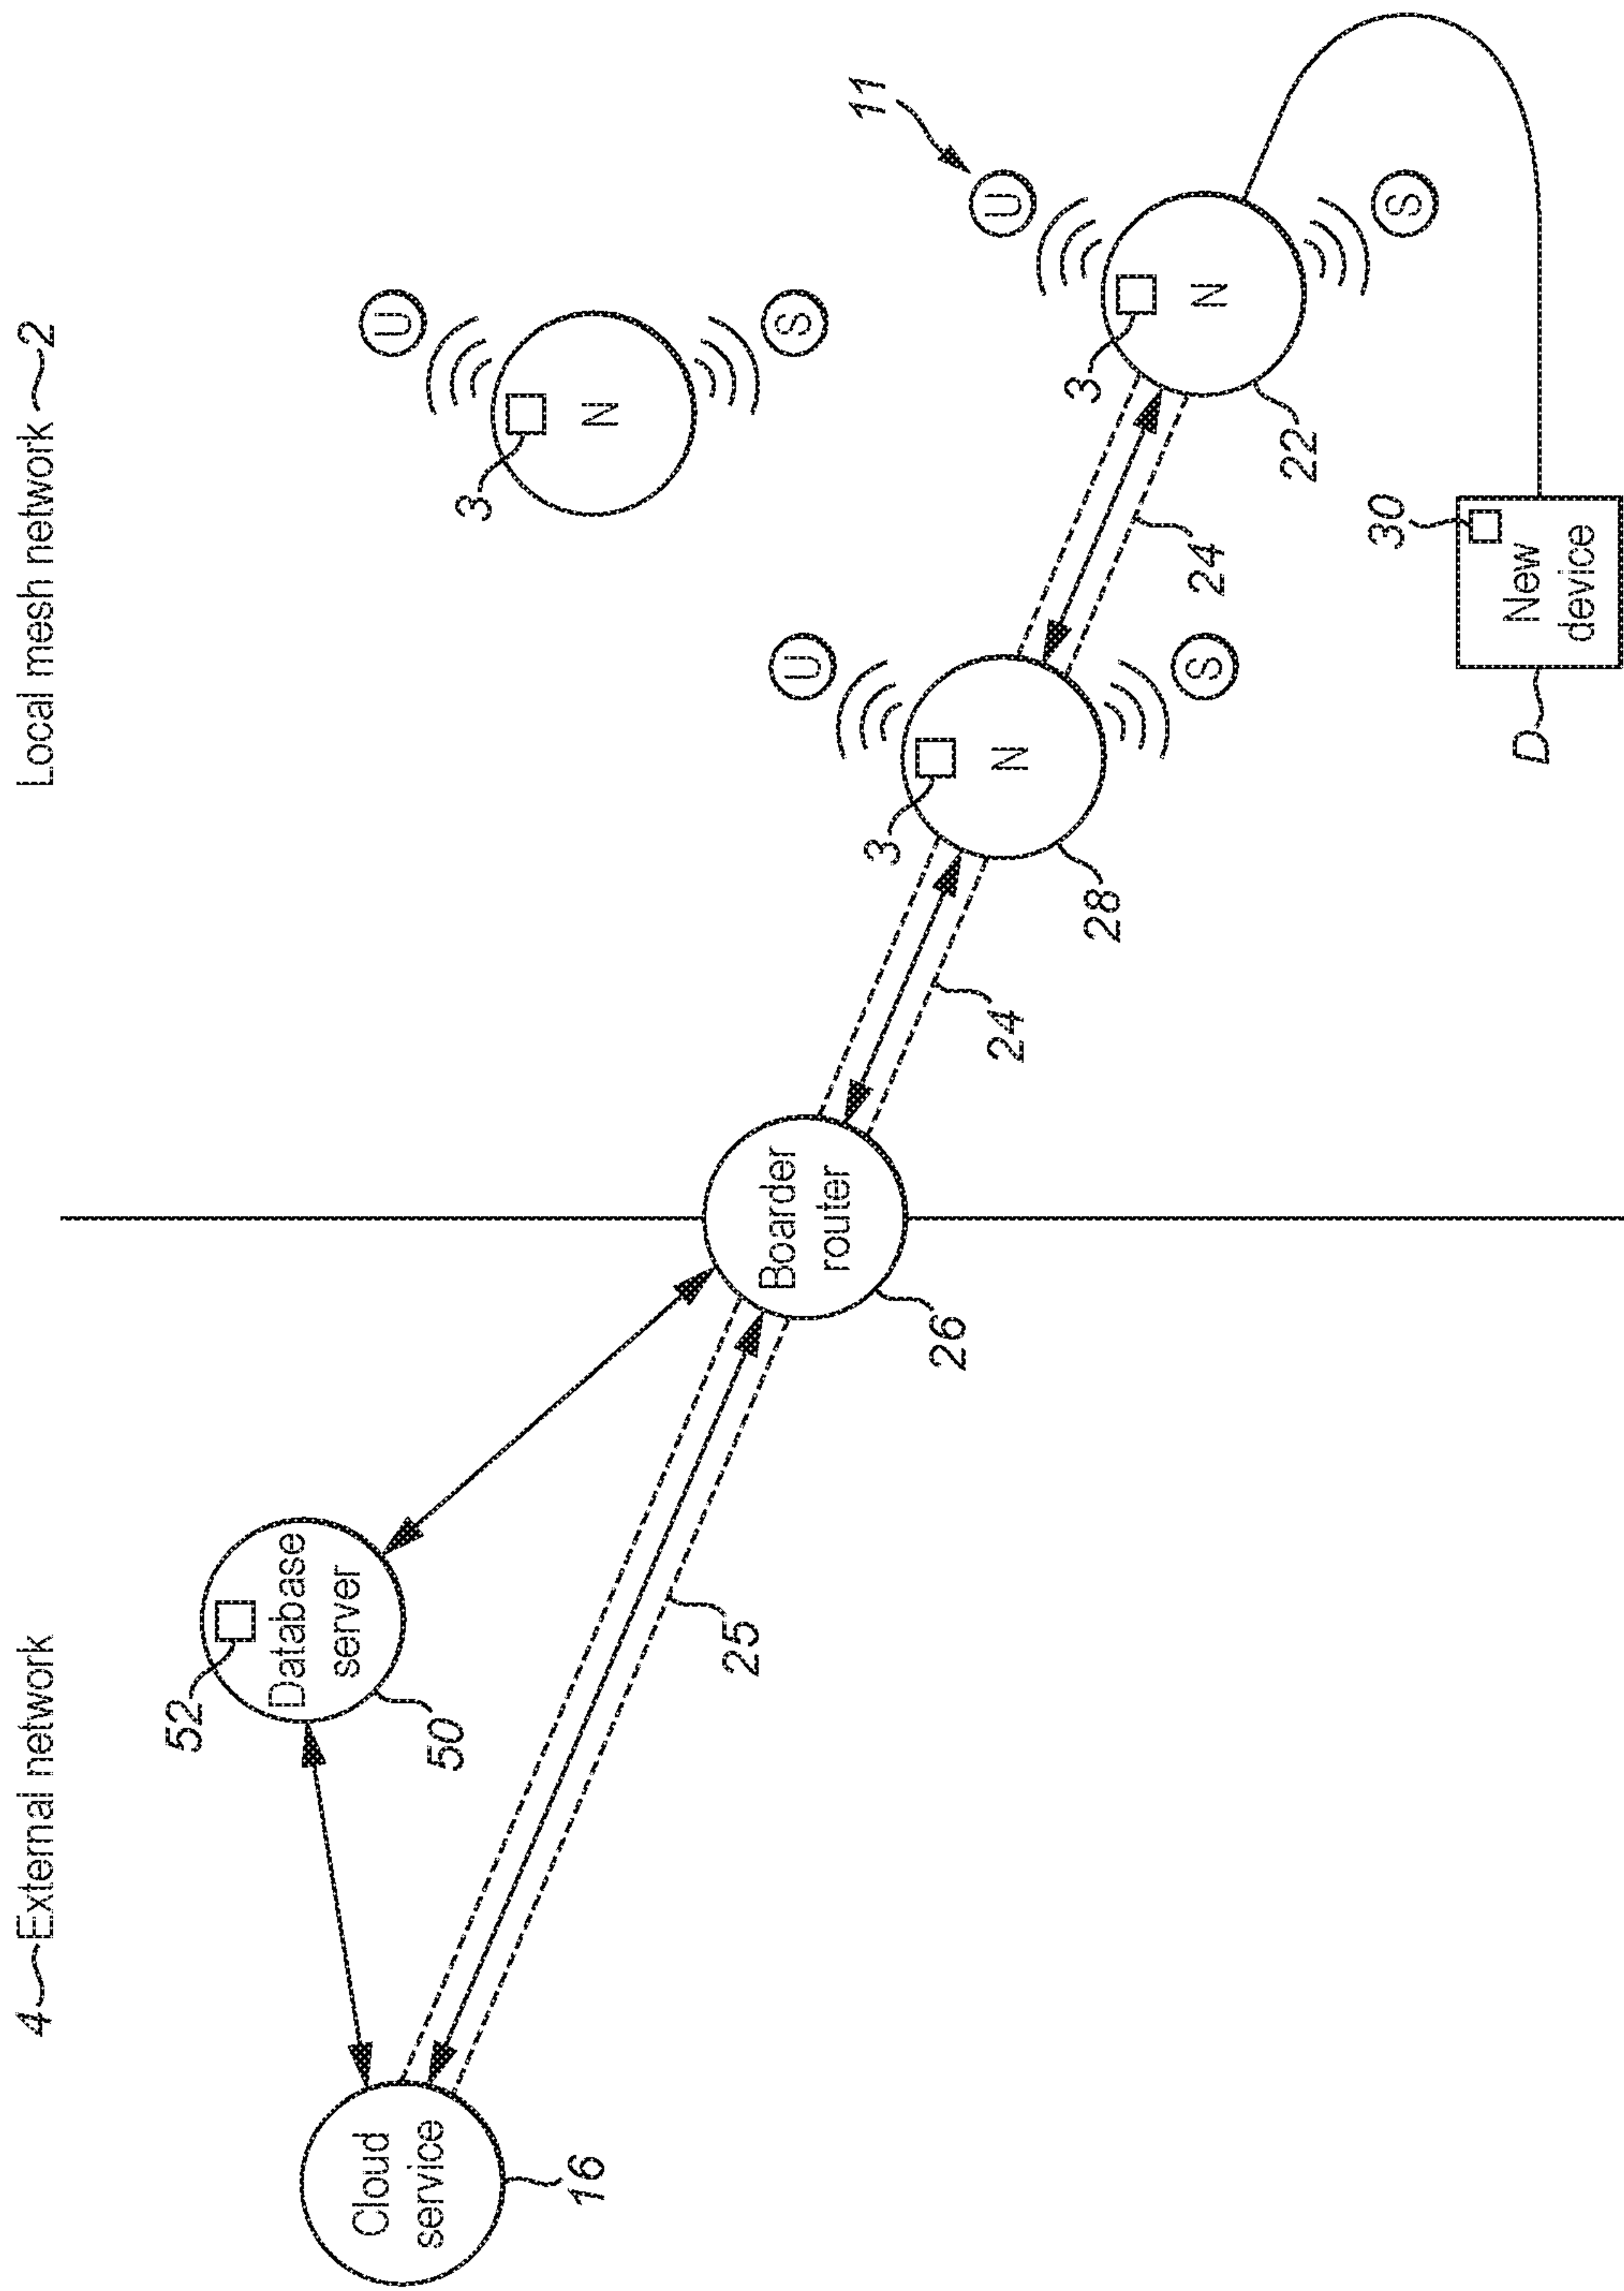 4 External network
Local mesh network 2
52
Database
server
50
Cloud
service
16
25
Boarder
router
26
24
3
N
U
S
28
24
3
N
U
S
3
N
U
S
11
22
30
New
device
D